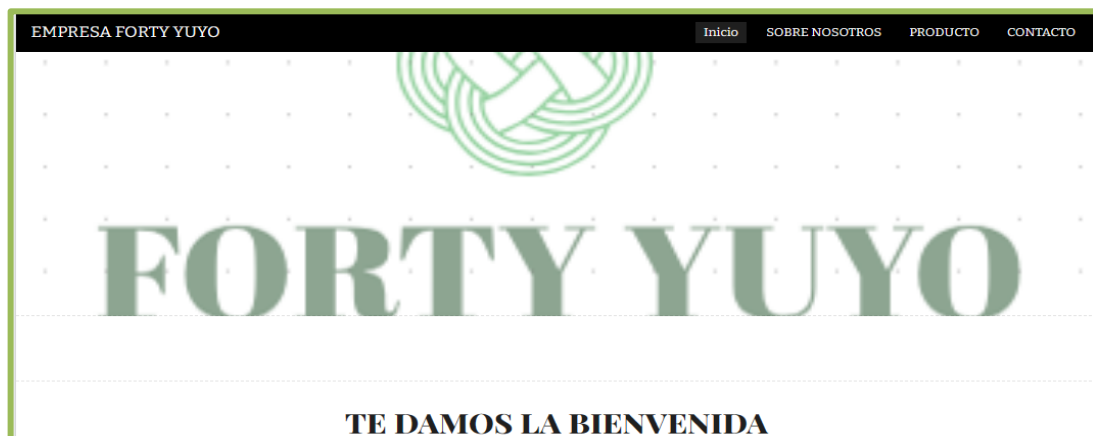 EMPRESA FORTY YUYO
Inicio SOBRE NOSOTROS PRODUCTO CONTACTO
FORTY YUYO
TE DAMOS LA BIENVENIDA